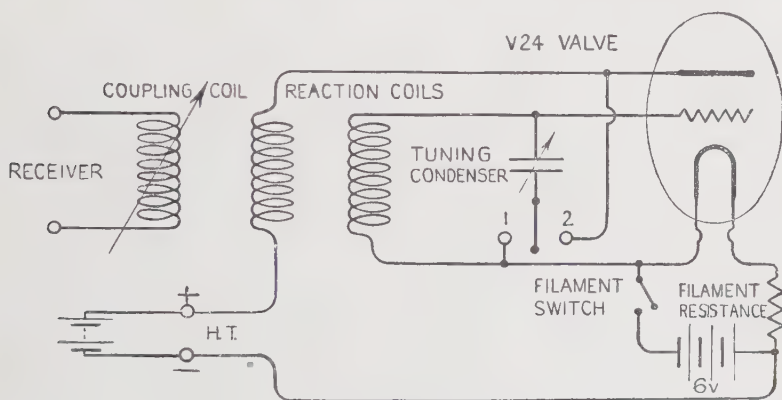 V24 VALVE
COUPLING COIL
REACTION COILS
RECEIVER
TUNING
CONDENSER
1
2
+
H.T.
−
FILAMENT
SWITCH
FILAMENT
RESISTANCE
6v